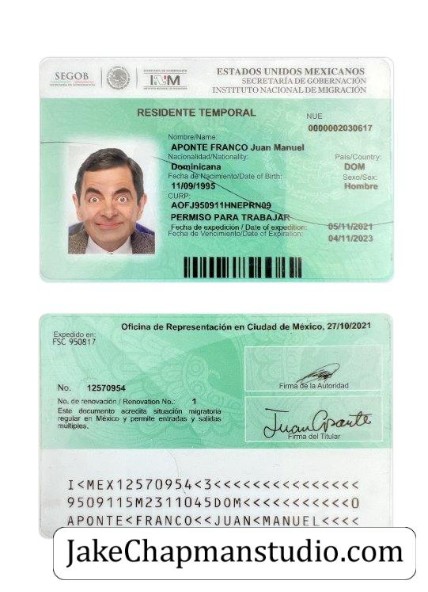 SEGOB
INM
ESTADOS UNIDOS MEXICANOS
SECRETARÍA DE GOBERNACIÓN
INSTITUTO NACIONAL DE MIGRACIÓN
RESIDENTE TEMPORAL
NUE
0000002030617
Nombre/Name:
APONTE FRANCO Juan Manuel
Nacionalidad/Nationality: País/Country:
Dominicana DOM
Fecha de Nacimiento/Date of Birth: Sexo/Sex:
11/09/1995 Hombre
CURP:
AOFJ950911HNEPRN09
PERMISO PARA TRABAJAR
Fecha de expedición / Date of expedition: 05/11/2021
Fecha de Vencimiento/Date of Expiration: 04/11/2023
Oficina de Representación en Ciudad de México, 27/10/2021
Expedido en:
FSC 950817
No. 12570954
Firma de la Autoridad
No. de renovación / Renovation No.: 1
Este documento acredita situación migratoria
regular en México y permite entradas y salidas
múltiples.
Juan Aponte
Firma del Titular
I<MEX12570954<3<<<<<<<<<<<<<<<
9509115M2311045DOM<<<<<<<<<<<0
APONTE<FRANCO<<JUAN<MANUEL<<<<
JakeChapmanstudio.com